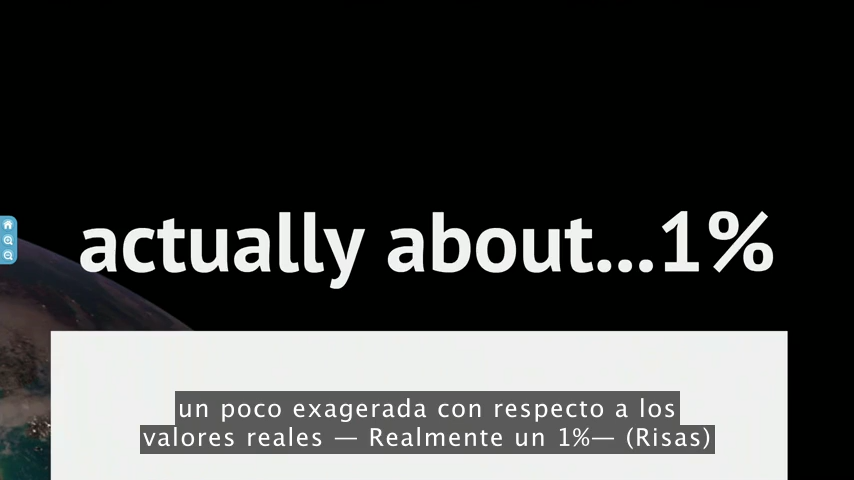 actually about...1%
un poco exagerada con respecto a los
valores reales — Realmente un 1%— (Risas)